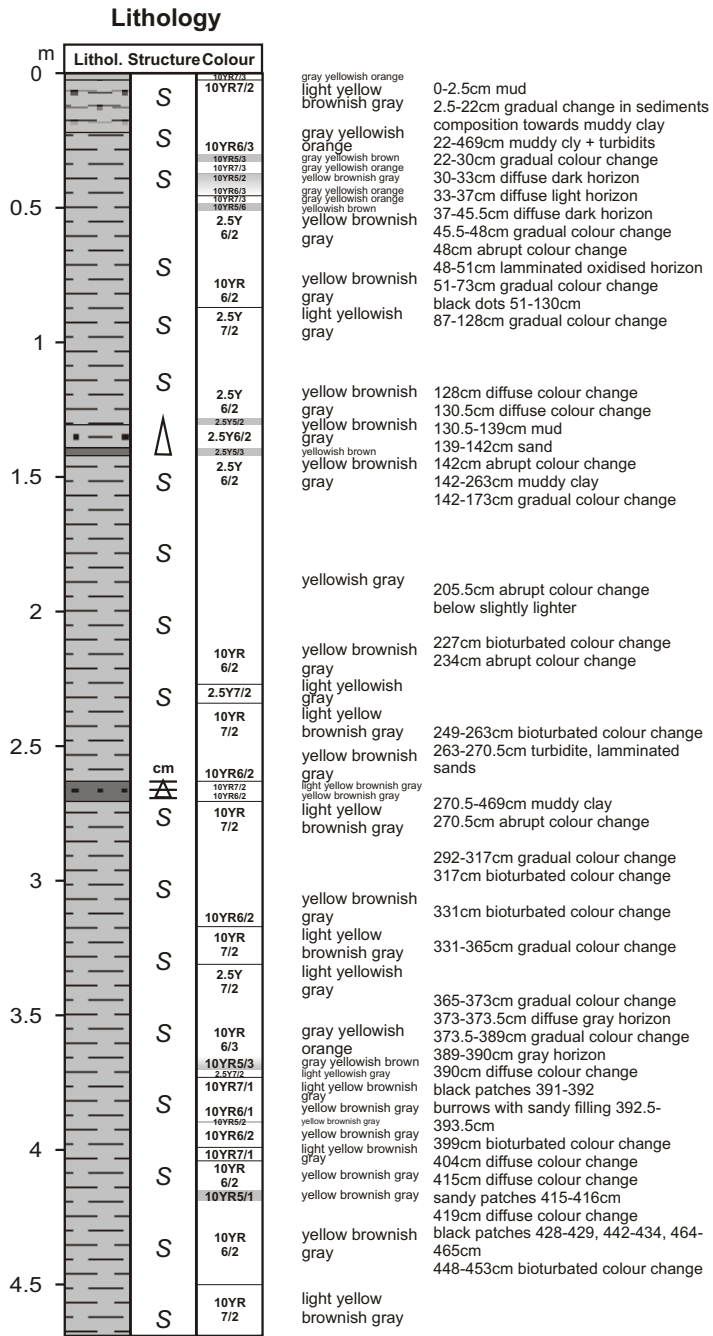 Lithology
m
Lithol. Structure Colour
0
0.5
1
1.5
2
2.5
3
3.5
4
4.5
S
S
S
S
S
S
S
S
S
S
cm
S
S
S
S
S
S
S
S
10YR7/3
10YR7/2
10YR6/3
10YR5/3
10YR7/3
10YR5/2
10YR6/3
10YR7/3
10YR5/6
2.5Y
6/2
10YR
6/2
2.5Y
7/2
2.5Y
6/2
2.5Y5/2
2.5Y6/2
2.5Y5/3
2.5Y
6/2
10YR
6/2
2.5Y7/2
10YR
7/2
10YR6/2
10YR7/2
10YR6/2
10YR
7/2
10YR6/2
10YR
7/2
2.5Y
7/2
10YR
6/3
10YR5/3
2.5Y7/2
10YR7/1
10YR6/1
10YR5/2
10YR6/2
10YR7/1
10YR
6/2
10YR5/1
10YR
6/2
10YR
7/2
gray yellowish orange
light yellow
brownish gray
gray yellowish
orange
gray yellowish brown
gray yellowish orange
yellow brownish gray
gray yellowish orange
gray yellowish orange
yellowish brown
yellow brownish
gray
yellow brownish
gray
light yellowish
gray
yellow brownish
gray
yellow brownish
gray
yellowish brown
yellow brownish
gray
yellowish gray
yellow brownish
gray
light yellowish
gray
light yellow
brownish gray
yellow brownish
gray
light yellow brownish gray
yellow brownish gray
light yellow
brownish gray
yellow brownish
gray
light yellow
brownish gray
light yellowish
gray
gray yellowish
orange
gray yellowish brown
light yellowish gray
light yellow brownish
gray
yellow brownish gray
yellow brownish gray
yellow brownish gray
light yellow brownish
gray
yellow brownish gray
yellow brownish gray
yellow brownish
gray
light yellow
brownish gray
0-2.5cm mud
2.5-22cm gradual change in sediments
composition towards muddy clay
22-469cm muddy cly + turbidits
22-30cm gradual colour change
30-33cm diffuse dark horizon
33-37cm diffuse light horizon
37-45.5cm diffuse dark horizon
45.5-48cm gradual colour change
48cm abrupt colour change
48-51cm lamminated oxidised horizon
51-73cm gradual colour change
black dots 51-130cm
87-128cm gradual colour change
128cm diffuse colour change
130.5cm diffuse colour change
130.5-139cm mud
139-142cm sand
142cm abrupt colour change
142-263cm muddy clay
142-173cm gradual colour change
205.5cm abrupt colour change
below slightly lighter
227cm bioturbated colour change
234cm abrupt colour change
249-263cm bioturbated colour change
263-270.5cm turbidite, lamminated
sands
270.5-469cm muddy clay
270.5cm abrupt colour change
292-317cm gradual colour change
317cm bioturbated colour change
331cm bioturbated colour change
331-365cm gradual colour change
365-373cm gradual colour change
373-373.5cm diffuse gray horizon
373.5-389cm gradual colour change
389-390cm gray horizon
390cm diffuse colour change
black patches 391-392
burrows with sandy filling 392.5-
393.5cm
399cm bioturbated colour change
404cm diffuse colour change
415cm diffuse colour change
sandy patches 415-416cm
419cm diffuse colour change
black patches 428-429, 442-434, 464-
465cm
448-453cm bioturbated colour change